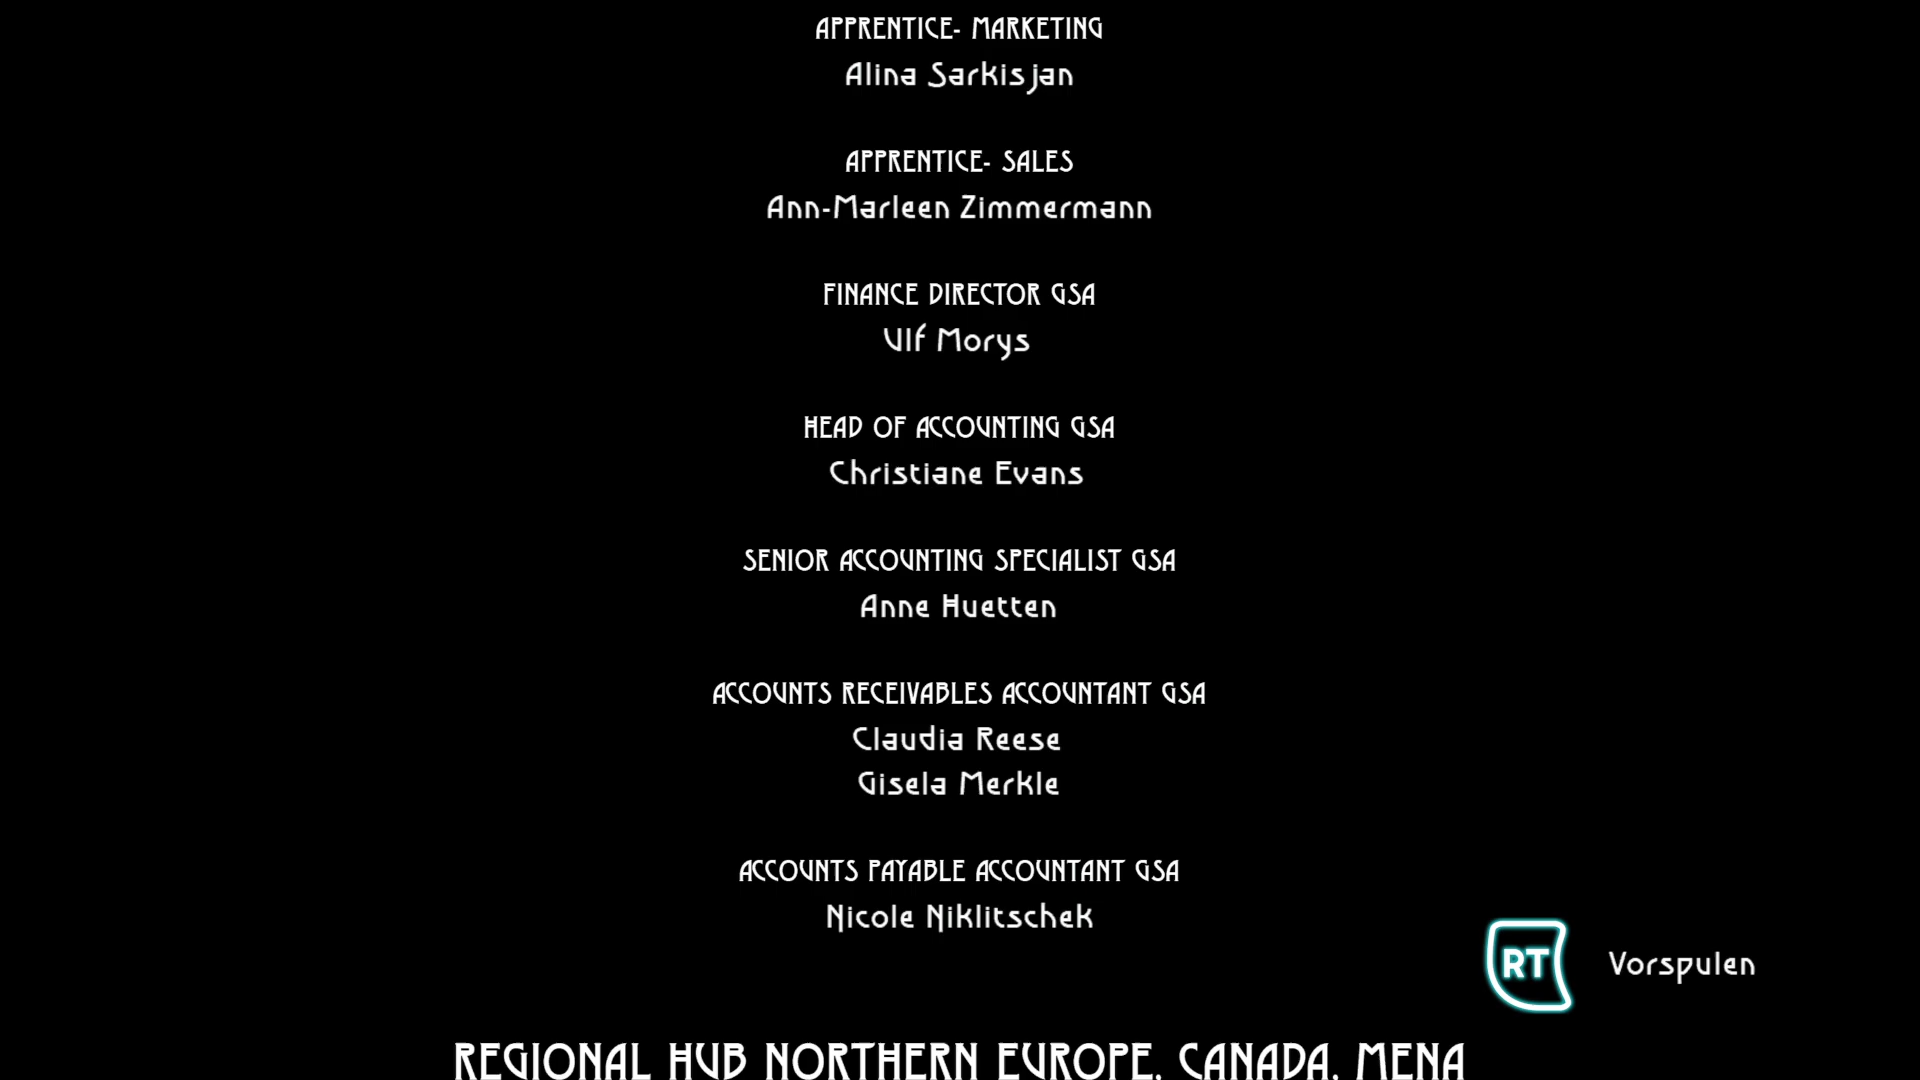 APPRENTICE- MARKETING
Alina Sarkisjan
APPRENTICE- SALES
Ann-Marleen Zimmermann
FINANCE DIRECTOR GSA
Ulf Morys
HEAD OF ACCOUNTING GSA
Christiane Evans
SENIOR ACCOUNTING SPECIALIST GSA
Anne Huetten
ACCOUNTS RECEIVABLES ACCOUNTANT GSA
Claudia Reese
Gisela Merkle
ACCOUNTS PAYABLE ACCOUNTANT GSA
Nicole Niklitschek
RT Vorspulen
REGIONAL HUB NORTHERN EUROPE, CANADA, MENA